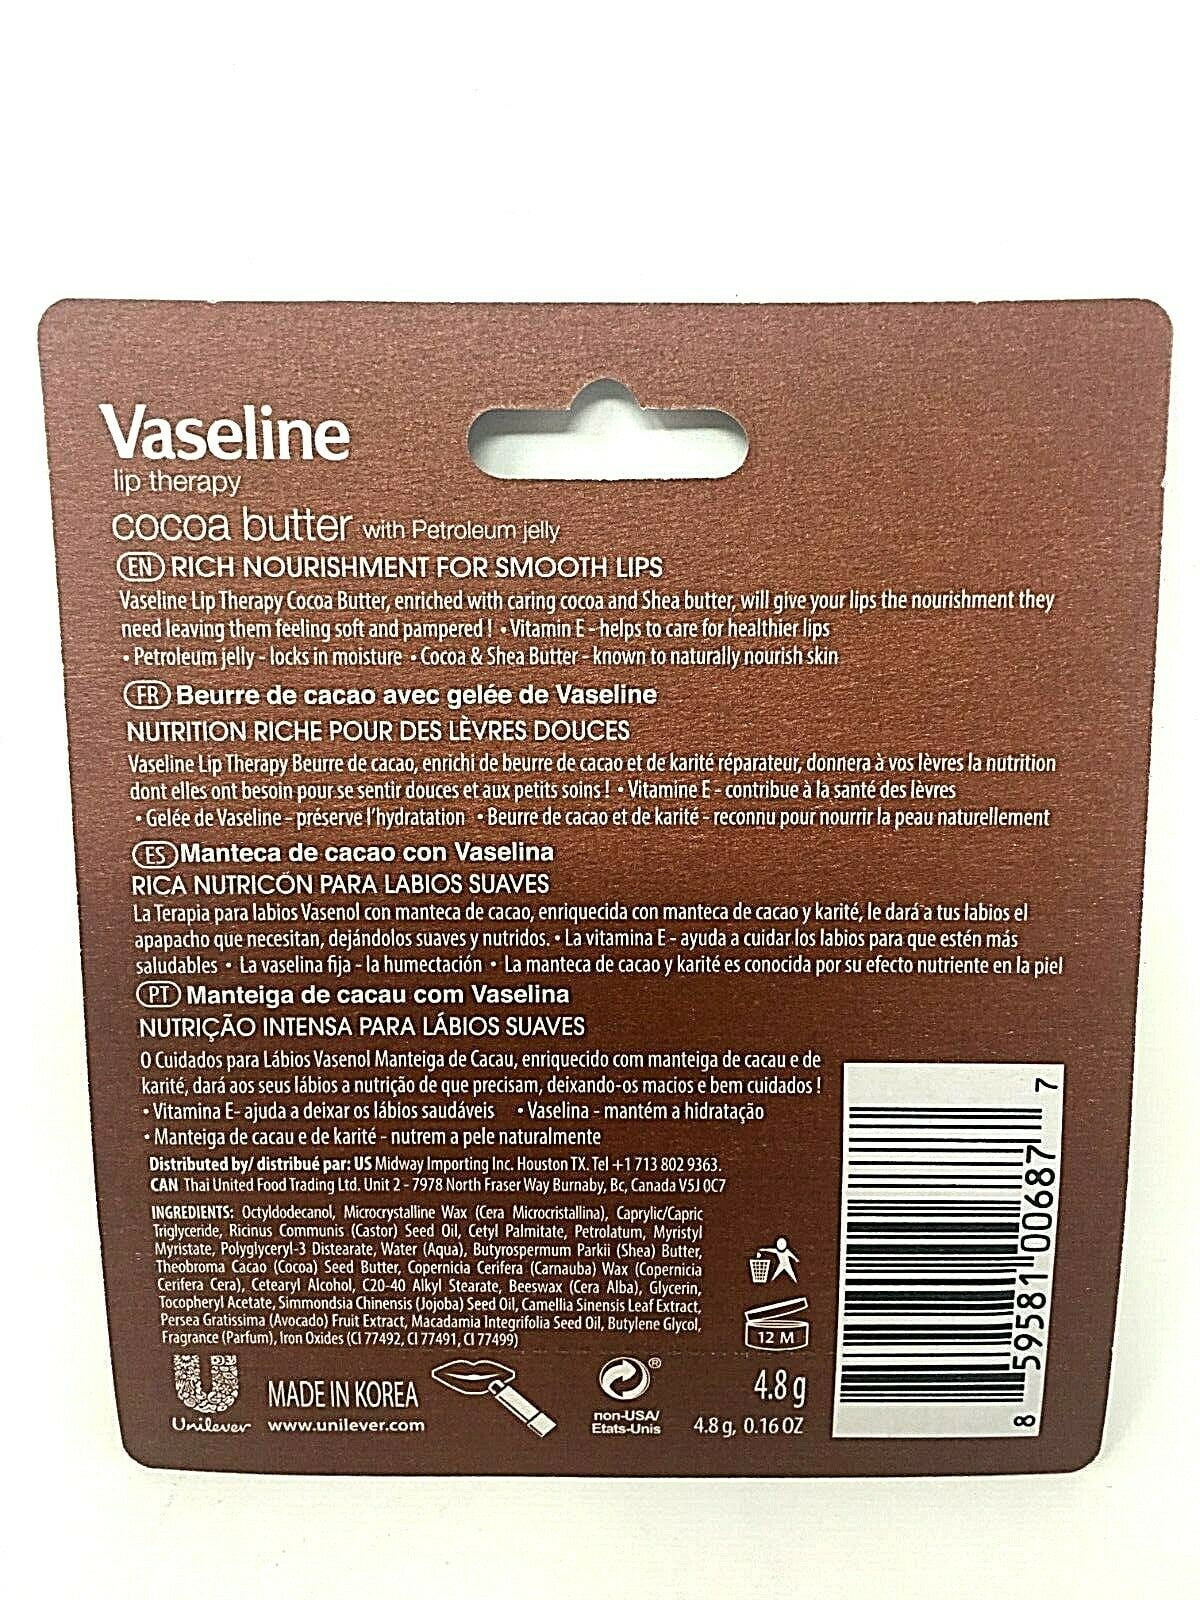 Vaseline
lip therapy
cocoa butter with Petroleum jelly
EN RICH NOURISHMENT FOR SMOOTH LIPS
Vaseline Lip Therapy Cocoa Butter, enriched with caring cocoa and Shea butter, will give your lips the nourishment they
need leaving them feeling soft and pampered ! • Vitamin E - helps to care for healthier lips
• Petroleum jelly - locks in moisture • Cocoa & Shea Butter - known to naturally nourish skin
FR Beurre de cacao avec gelée de Vaseline
NUTRITION RICHE POUR DES LÈVRES DOUCES
Vaseline Lip Therapy Beurre de cacao, enrichi de beurre de cacao et de karité réparateur, donnera à vos lèvres la nutrition
dont elles ont besoin pour se sentir douces et aux petits soins ! • Vitamine E - contribue à la santé des lèvres
• Gelée de Vaseline - préserve l'hydratation • Beurre de cacao et de karité - reconnu pour nourrir la peau naturellement
ES Manteca de cacao con Vaselina
RICA NUTRICÓN PARA LABIOS SUAVES
La Terapia para labios Vasenol con manteca de cacao, enriquecida con manteca de cacao y karité, le dará a tus labios el
apapacho que necesitan, dejándolos suaves y nutridos. • La vitamina E - ayuda a cuidar los labios para que estén más
saludables • La vaselina fija - la humectación • La manteca de cacao y karité es conocida por su efecto nutriente en la piel
PT Manteiga de cacau com Vaselina
NUTRIÇÃO INTENSA PARA LÁBIOS SUAVES
O Cuidados para Lábios Vasenol Manteiga de Cacau, enriquecido com manteiga de cacau e de
karité, dará aos seus lábios a nutrição de que precisam, deixando-os macios e bem cuidados !
• Vitamina E- ajuda a deixar os lábios saudáveis • Vaselina - mantém a hidratação
• Manteiga de cacau e de karité - nutrem a pele naturalmente
Distributed by/ distribué par: US Midway Importing Inc. Houston TX. Tel +1 713 802 9363.
CAN Thai United Food Trading Ltd. Unit 2 - 7978 North Fraser Way Burnaby, Bc, Canada V5J 0C7
INGREDIENTS: Octyldodecanol, Microcrystalline Wax (Cera Microcristallina), Caprylic/Capric
Triglyceride, Ricinus Communis (Castor) Seed Oil, Cetyl Palmitate, Petrolatum, Myristyl
Myristate, Polyglyceryl-3 Distearate, Water (Aqua), Butyrospermum Parkii (Shea) Butter,
Theobroma Cacao (Cocoa) Seed Butter, Copernicia Cerifera (Carnauba) Wax (Copernicia
Cerifera Cera), Cetearyl Alcohol, C20-40 Alkyl Stearate, Beeswax (Cera Alba), Glycerin,
Tocopheryl Acetate, Simmondsia Chinensis (Jojoba) Seed Oil, Camellia Sinensis Leaf Extract,
Persea Gratissima (Avocado) Fruit Extract, Macadamia Integrifolia Seed Oil, Butylene Glycol,
Fragrance (Parfum), Iron Oxides (CI 77492, CI 77491, CI 77499)
12 M
Unilever
MADE IN KOREA
www.unilever.com
®
non-USA/
Etats-Unis
4.8 g
4.8 g, 0.16 OZ
8 59581 00687 7